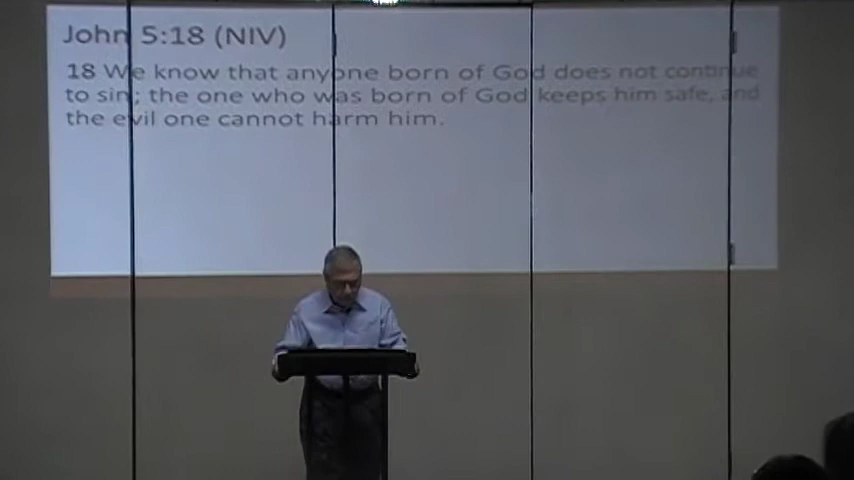 John 5:18 (NIV)
18 We know that anyone born of God does not continue
to sin; the one who was born of God keeps him safe, and
the evil one cannot harm him.